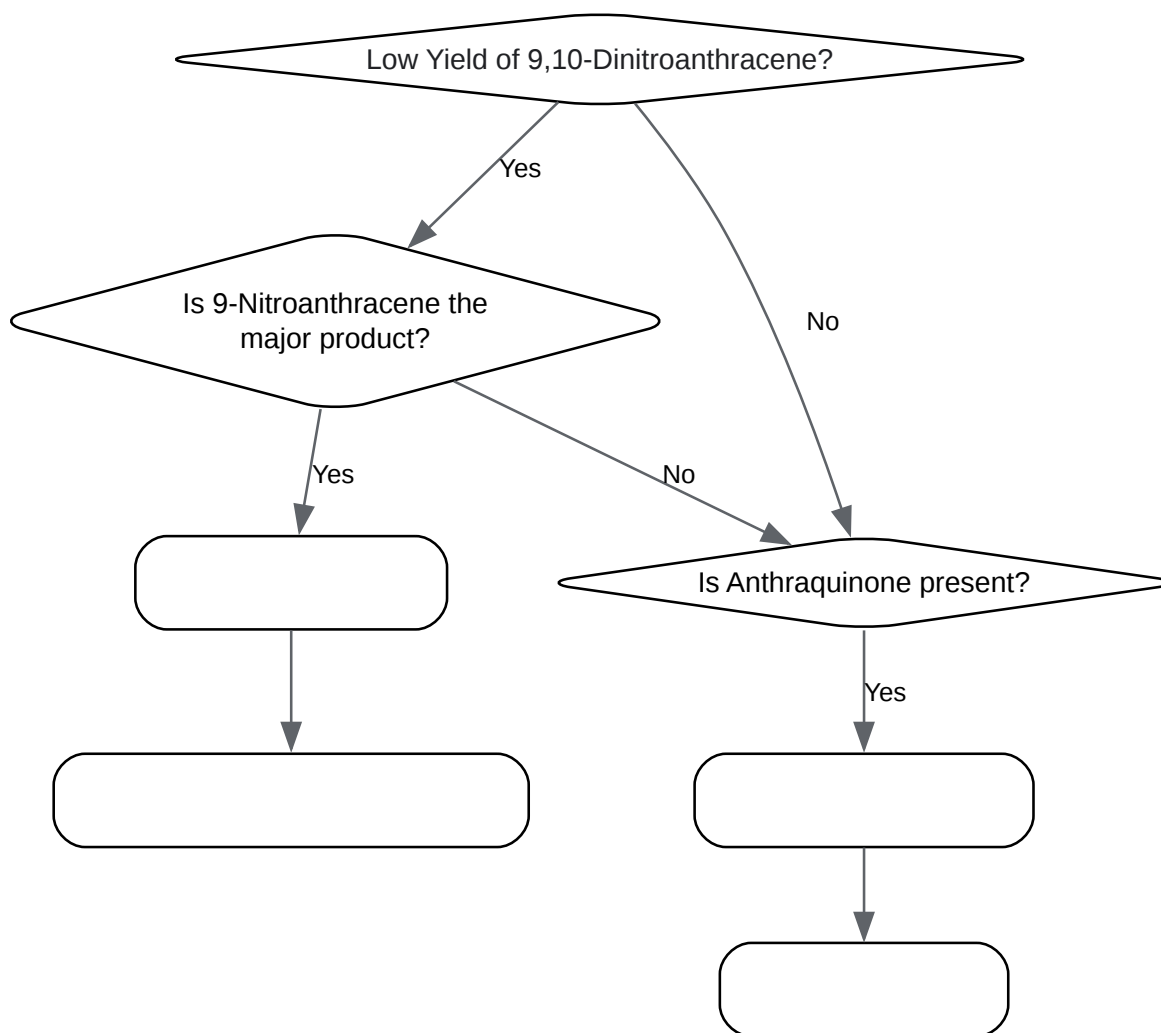 Low Yield of 9,10-Dinitroanthracene?
Yes
Is 9-Nitroanthracene the
major product?
No
Yes
No
Is Anthraquinone present?
Yes